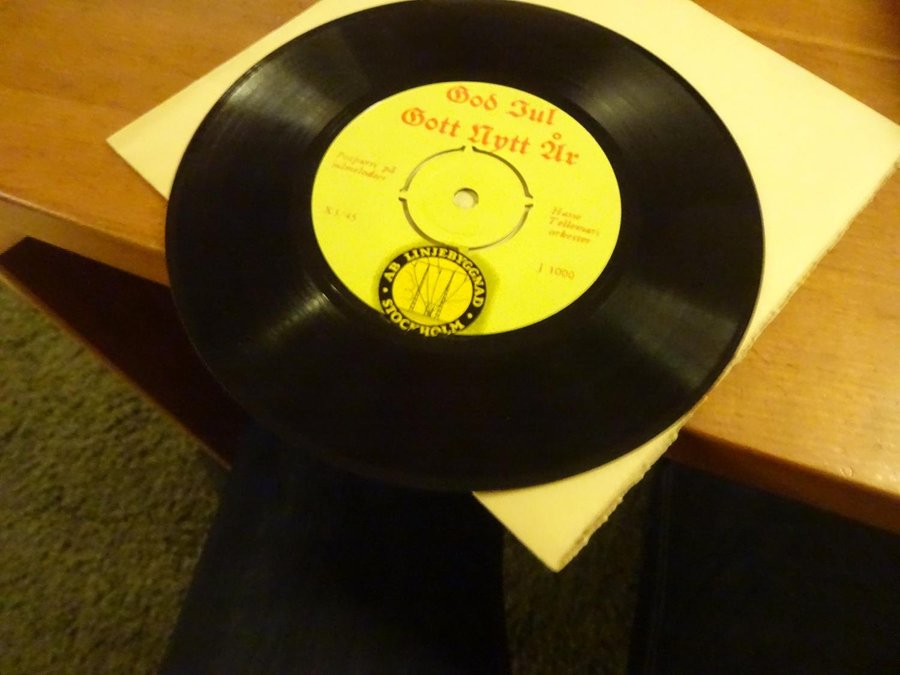 God Jul
Gott Nytt År
Potpurri på
julmelodier
X 1/45
Hasse
Tellemars
orkester
J 1000
AB LINJEBYGGNAD
STOCKHOLM